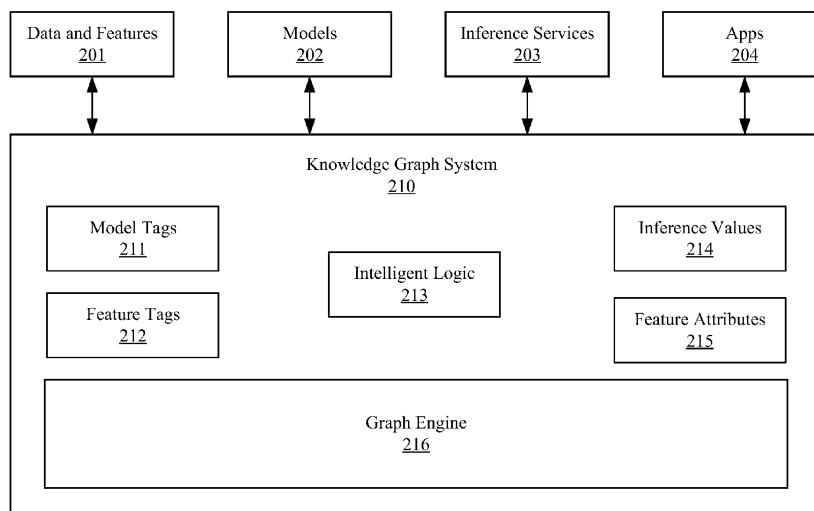 Data and Features
201
Models
202
Inference Services
203
Apps
204
Knowledge Graph System
210
Model Tags
211
Inference Values
214
Intelligent Logic
213
Feature Tags
212
Feature Attributes
215
Graph Engine
216